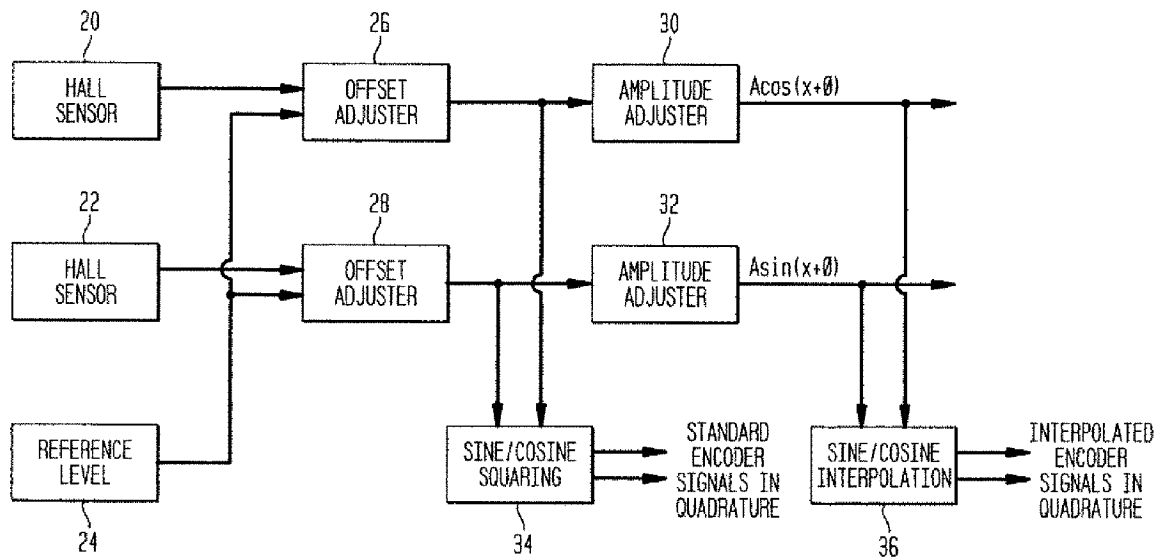 20
26
30
HALL
SENSOR
OFFSET
ADJUSTER
AMPLITUDE
ADJUSTER
Acos(x+Ø)
22
28
32
HALL
SENSOR
OFFSET
ADJUSTER
AMPLITUDE
ADJUSTER
Asin(x+Ø)
REFERENCE
LEVEL
24
SINE/COSINE
SQUARING
34
STANDARD
ENCODER
SIGNALS IN
QUADRATURE
SINE/COSINE
INTERPOLATION
36
INTERPOLATED
ENCODER
SIGNALS IN
QUADRATURE